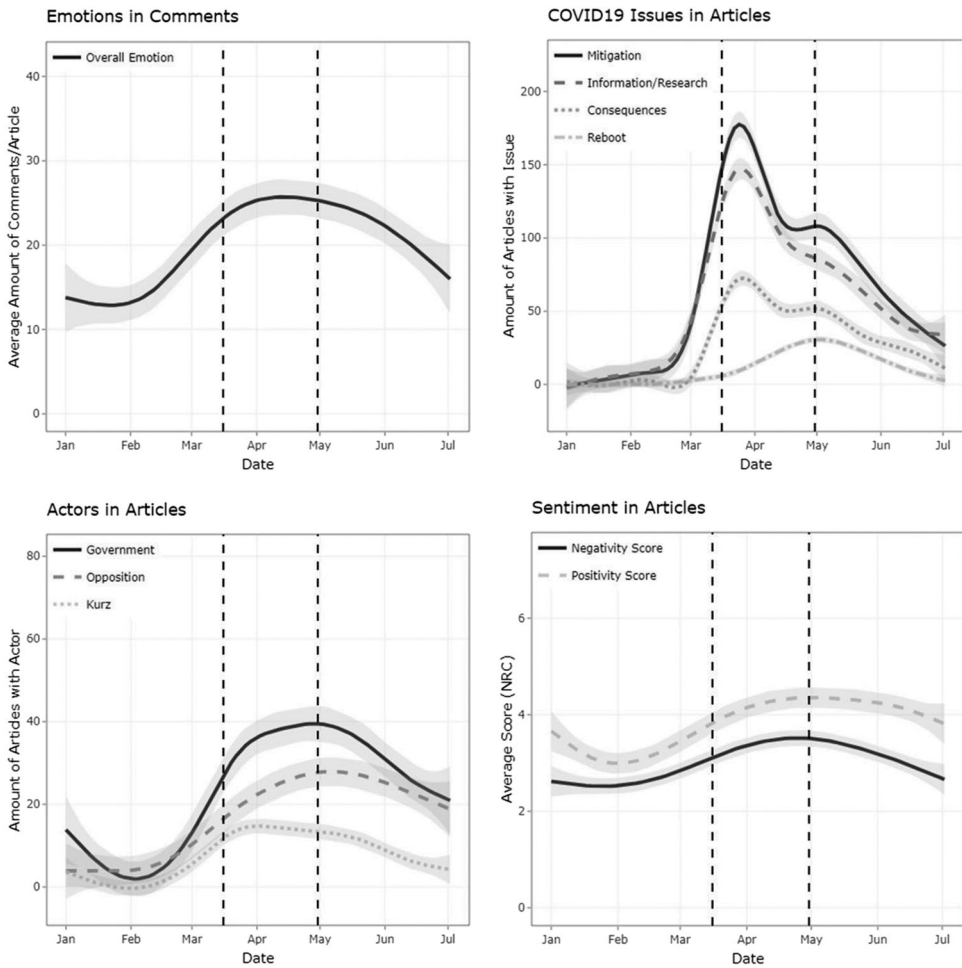 Emotions in Comments
Overall Emotion
Average Amount of Comments/Article
40
30
20
10
0
Jan Feb Mar Apr May Jun Jul
Date
COVID19 Issues in Articles
Mitigation
Information/Research
Consequences
Reboot
Amount of Articles with Issue
200
150
100
50
0
Jan Feb Mar Apr May Jun Jul
Date
Actors in Articles
Government
Opposition
Kurz
Amount of Articles with Actor
80
60
40
20
0
Jan Feb Mar Apr May Jun Jul
Date
Sentiment in Articles
Negativity Score
Positivity Score
Average Score (NRC)
6
4
2
0
Jan Feb Mar Apr May Jun Jul
Date